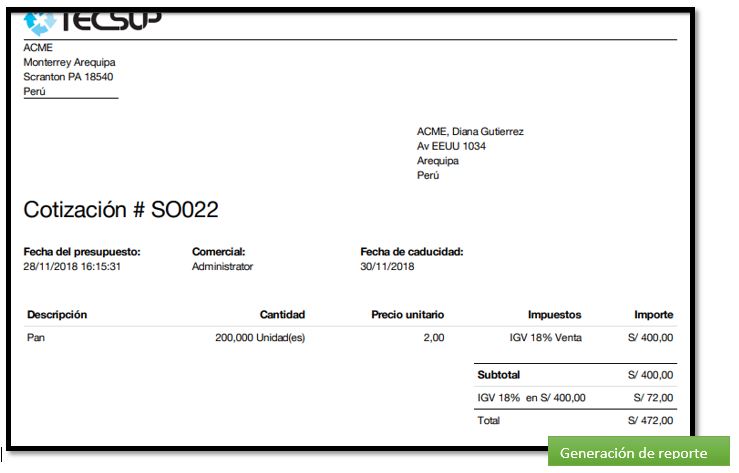 TECSUP
ACME
Monterrey Arequipa
Scranton PA 18540
Perú
ACME, Diana Gutierrez
Av EEUU 1034
Arequipa
Perú
Cotización # SO022
Fecha del presupuesto: Comercial: Fecha de caducidad:
28/11/2018 16:15:31 Administrator 30/11/2018
Descripción Cantidad Precio unitario Impuestos Importe
Pan 200,000 Unidad(es) 2,00 IGV 18% Venta S/ 400,00
Subtotal S/ 400,00
IGV 18% en S/ 400,00 S/ 72,00
Total S/ 472,00
Generación de reporte